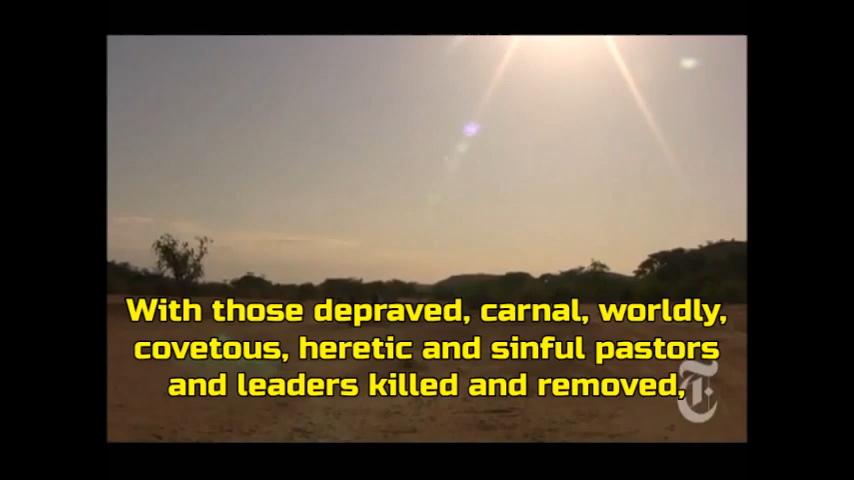 With those depraved, carnal, worldly,
covetous, heretic and sinful pastors
and leaders killed and removed,
T